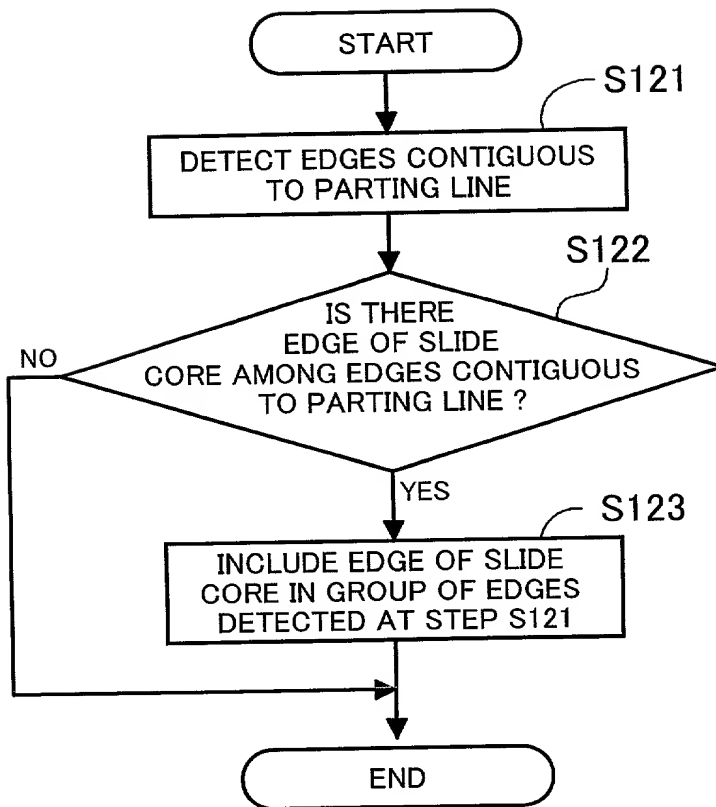 START
S121
DETECT EDGES CONTIGUOUS
TO PARTING LINE
S122
IS THERE
EDGE OF SLIDE
CORE AMONG EDGES CONTIGUOUS
TO PARTING LINE ?
NO
YES
S123
INCLUDE EDGE OF SLIDE
CORE IN GROUP OF EDGES
DETECTED AT STEP S121
END